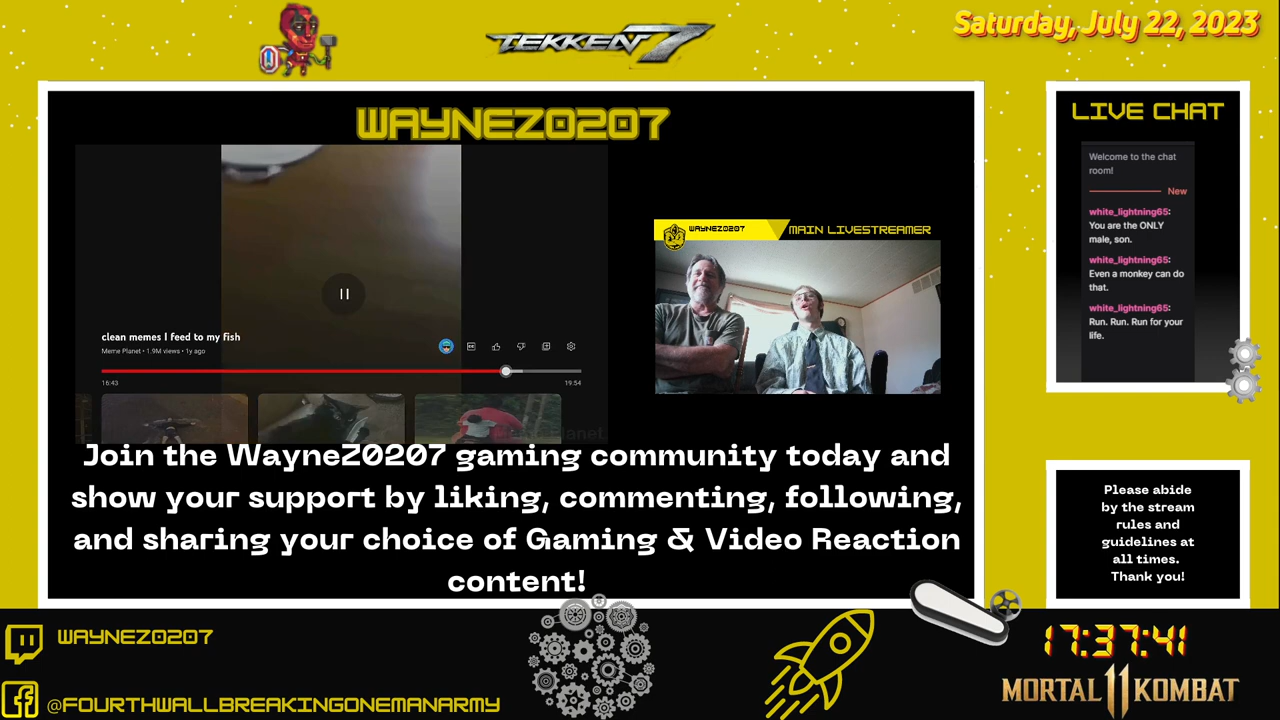 TEKKEN 7
Saturday, July 22, 2023
WAYNEZ0207
LIVE CHAT
Welcome to the chat
room!
New
white_lightning65:
You are the ONLY
male, son.
white_lightning65:
Even a monkey can do
that.
white_lightning65:
Run. Run. Run for your
life.
WAYNEZ0207
MAIN LIVESTREAMER
clean memes I feed to my fish
Meme Planet • 1.9M views • 1y ago
16:43
19:54
Join the WayneZ0207 gaming community today and
show your support by liking, commenting, following,
and sharing your choice of Gaming & Video Reaction
content!
Please abide
by the stream
rules and
guidelines at
all times.
Thank you!
WAYNEZ0207
@FOURTHWALLBREAKINGONEMANARMY
17:37:41
MORTAL KOMBAT 11